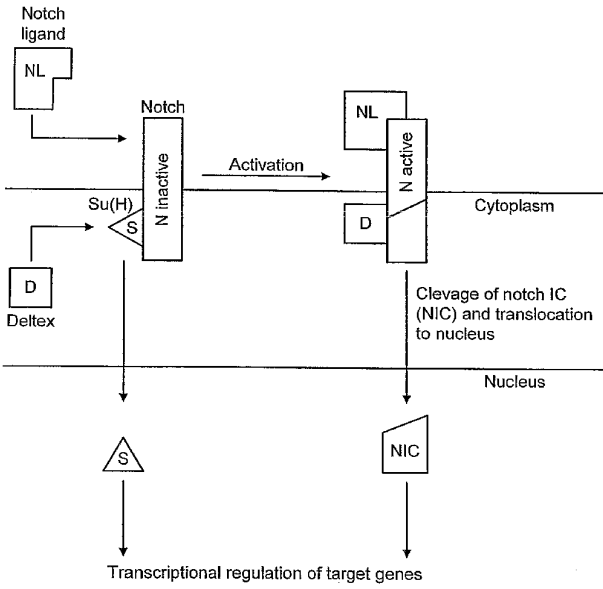 Notch
ligand
NL
Notch
N inactive
Activation
NL
N active
Su(H)
S
Cytoplasm
D
D
Deltex
Clevage of notch IC
(NIC) and translocation
to nucleus
Nucleus
S
NIC
Transcriptional regulation of target genes